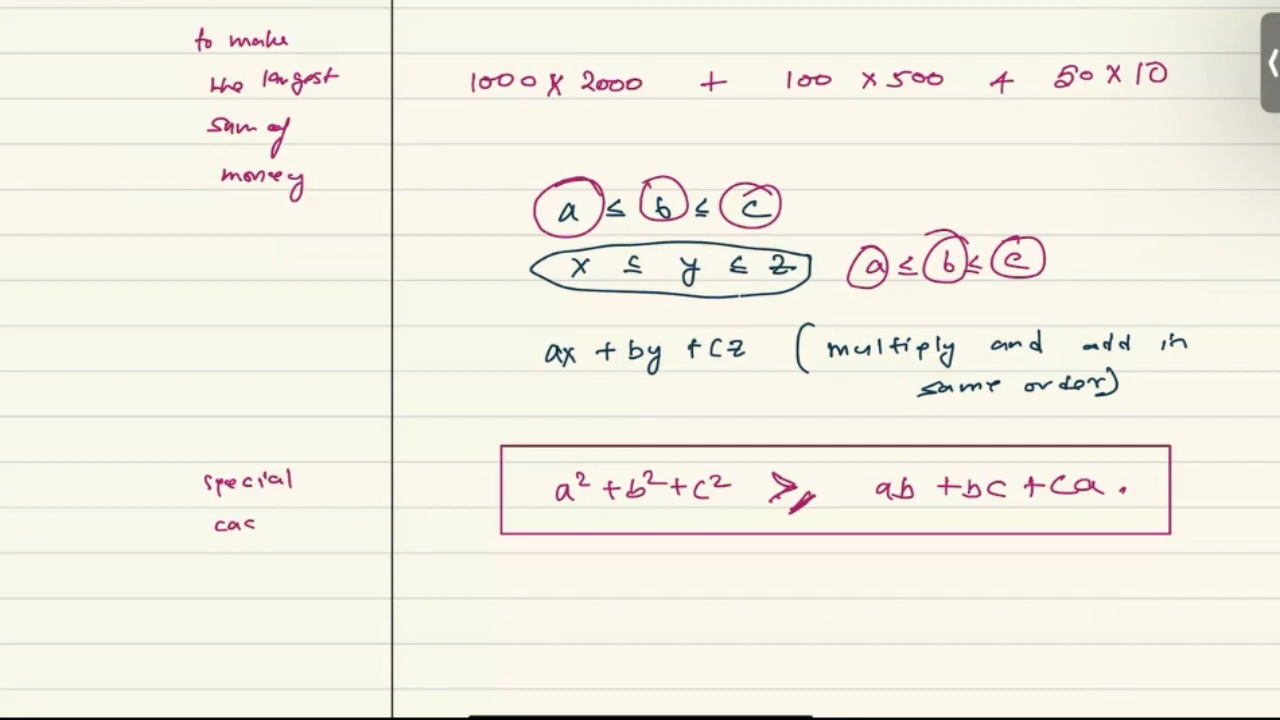 to make
the largest
sum of
money
1000 × 2000 + 100 × 500 + 50 × 10
a ≤ b ≤ c
x ≤ y ≤ z a ≤ b ≤ c
ax + by + cz (multiply and add in
same order)
special
cas
a² + b² + c² ≥ ab + bc + ca.